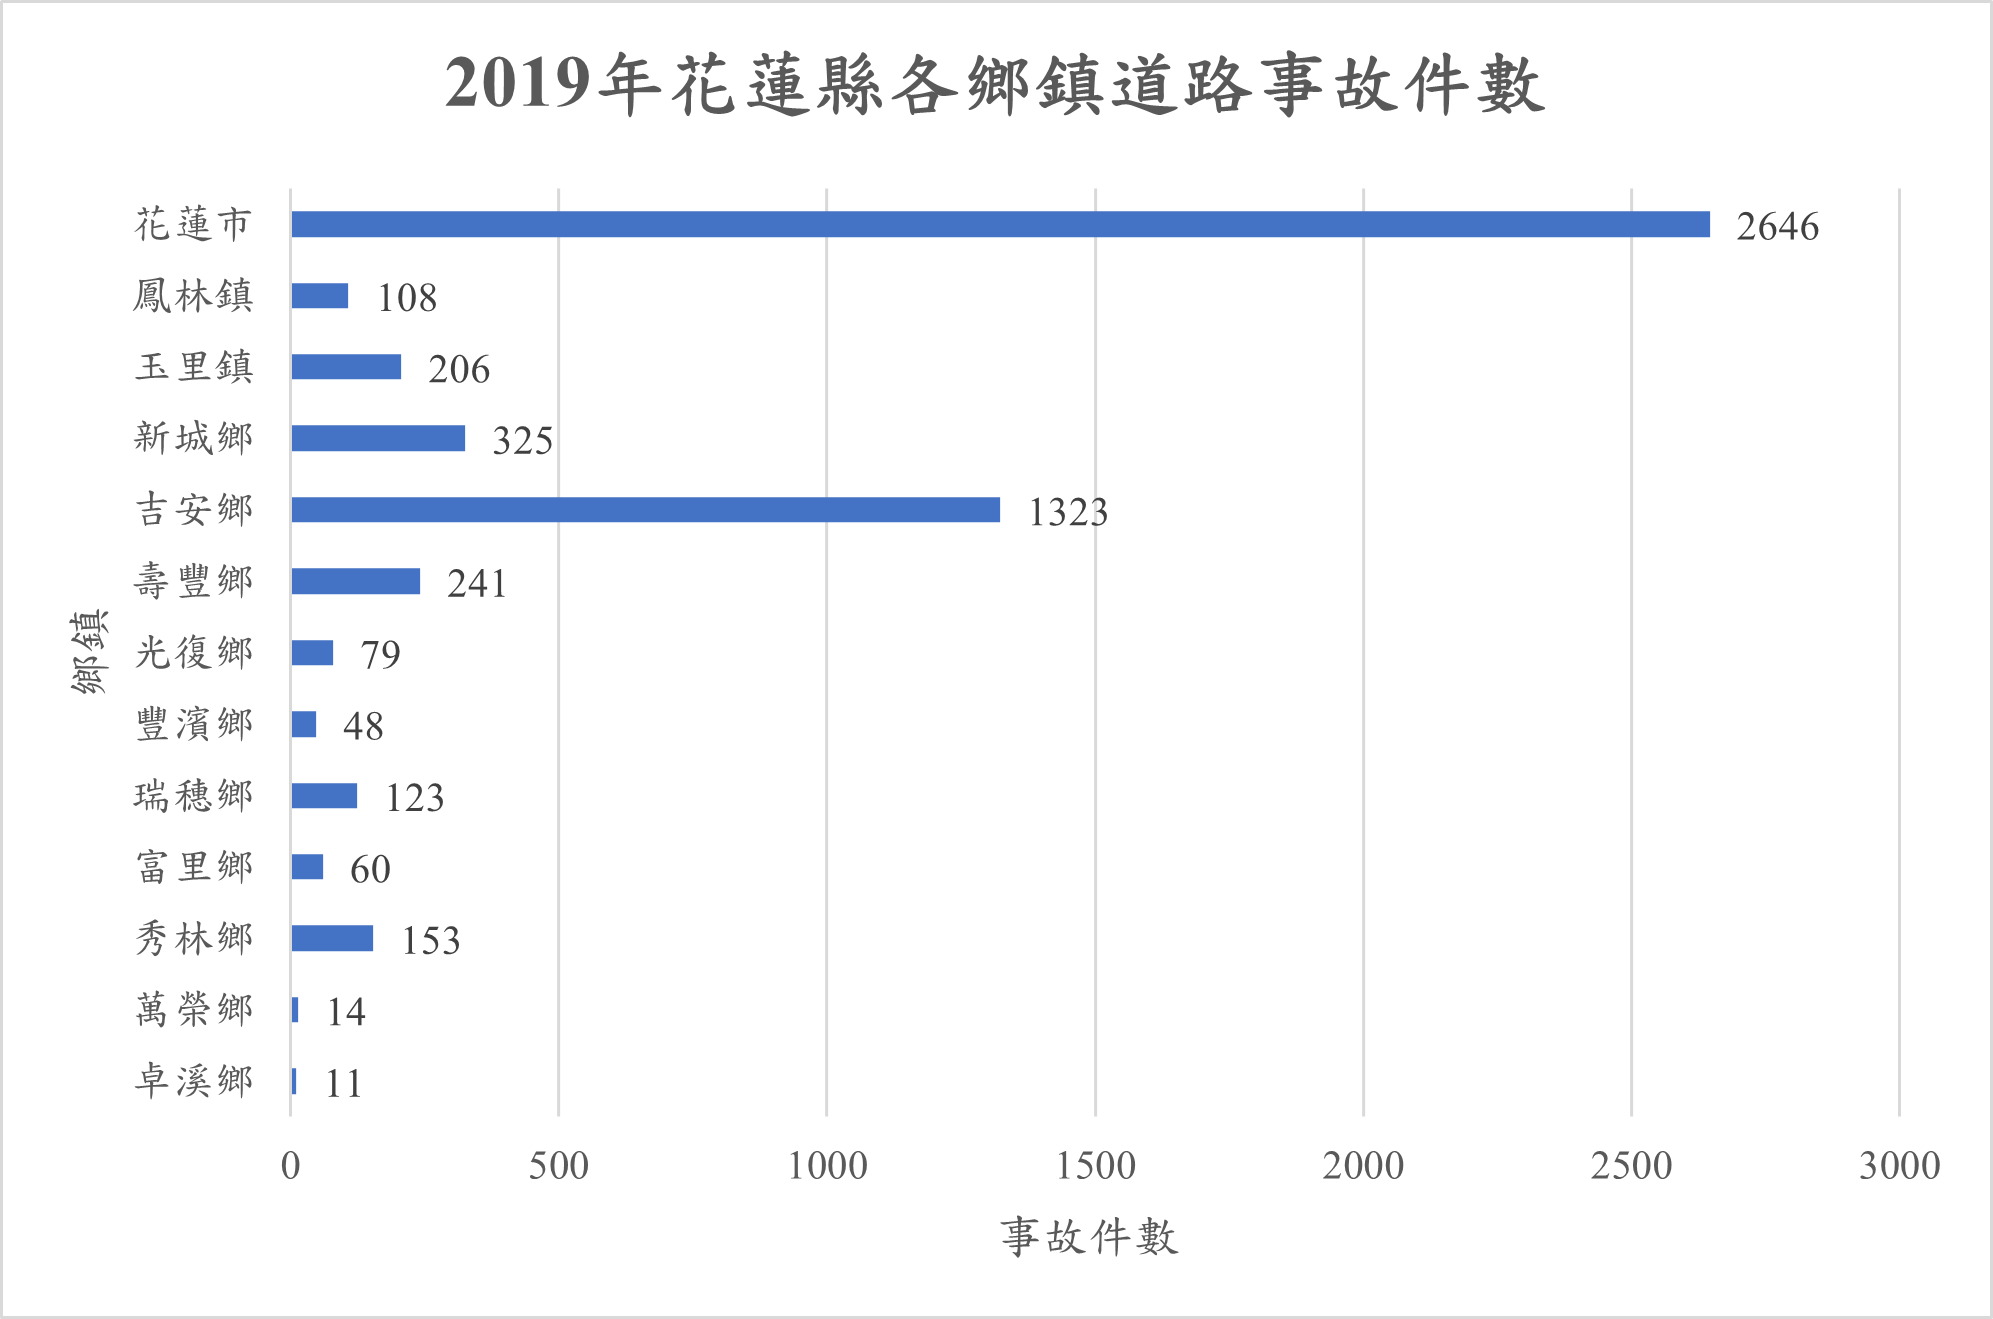 2019年花蓮縣各鄉鎮道路事故件數
花蓮市 2646
鳳林鎮 108
玉里鎮 206
新城鄉 325
吉安鄉 1323
壽豐鄉 241
光復鄉 79
豐濱鄉 48
瑞穗鄉 123
富里鄉 60
秀林鄉 153
萬榮鄉 14
卓溪鄉 11
鄉鎮
0 500 1000 1500 2000 2500 3000
事故件數